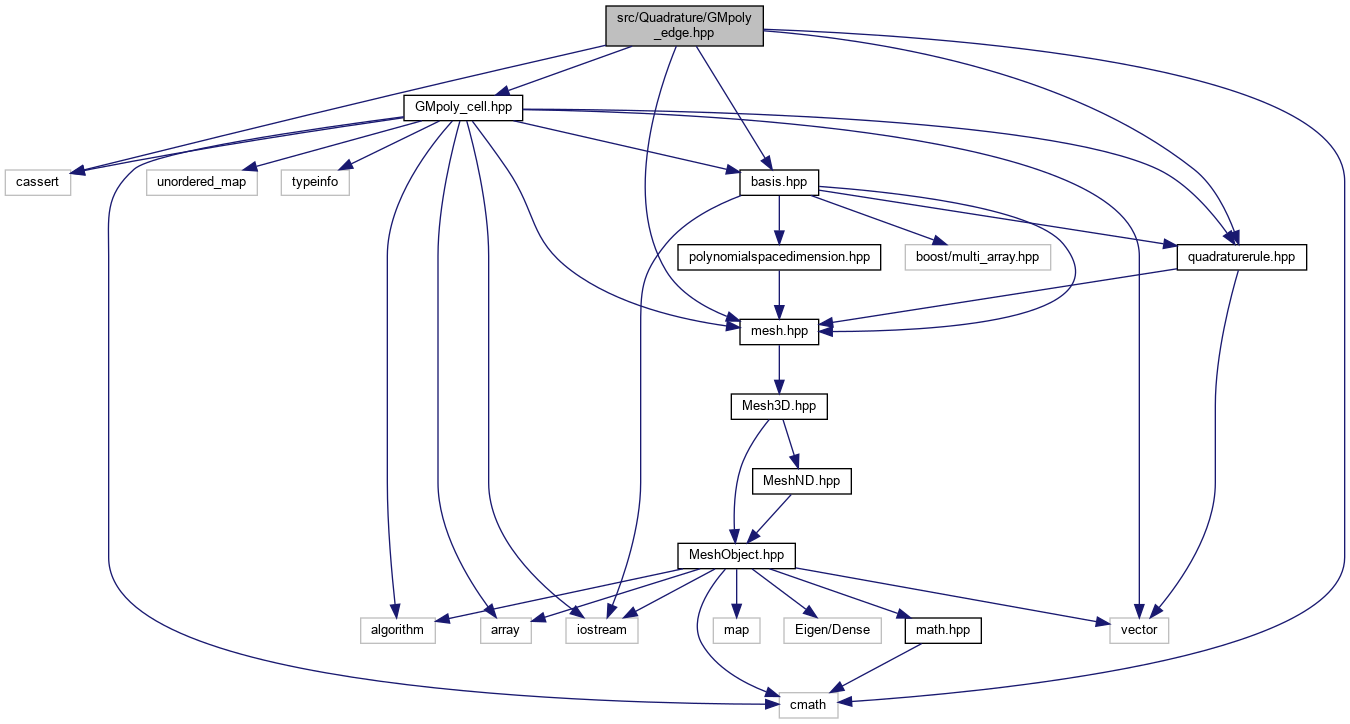 src/Quadrature/GMpoly
_edge.hpp
GMpoly_cell.hpp
cassert
unordered_map
typeinfo
basis.hpp
polynomialspacedimension.hpp
boost/multi_array.hpp
quadraturerule.hpp
mesh.hpp
Mesh3D.hpp
MeshND.hpp
MeshObject.hpp
algorithm
array
iostream
map
Eigen/Dense
math.hpp
vector
cmath